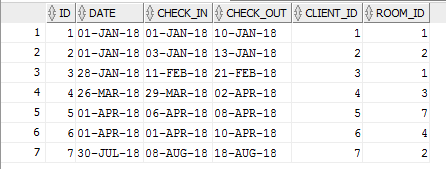 ID DATE CHECK_IN CHECK_OUT CLIENT_ID ROOM_ID
1 1 01-JAN-18 01-JAN-18 10-JAN-18 1 1
2 2 01-JAN-18 03-JAN-18 13-JAN-18 2 2
3 3 28-JAN-18 11-FEB-18 21-FEB-18 3 1
4 4 26-MAR-18 29-MAR-18 02-APR-18 4 3
5 5 01-APR-18 06-APR-18 08-APR-18 5 7
6 6 01-APR-18 01-APR-18 10-APR-18 6 4
7 7 30-JUL-18 08-AUG-18 18-AUG-18 7 2